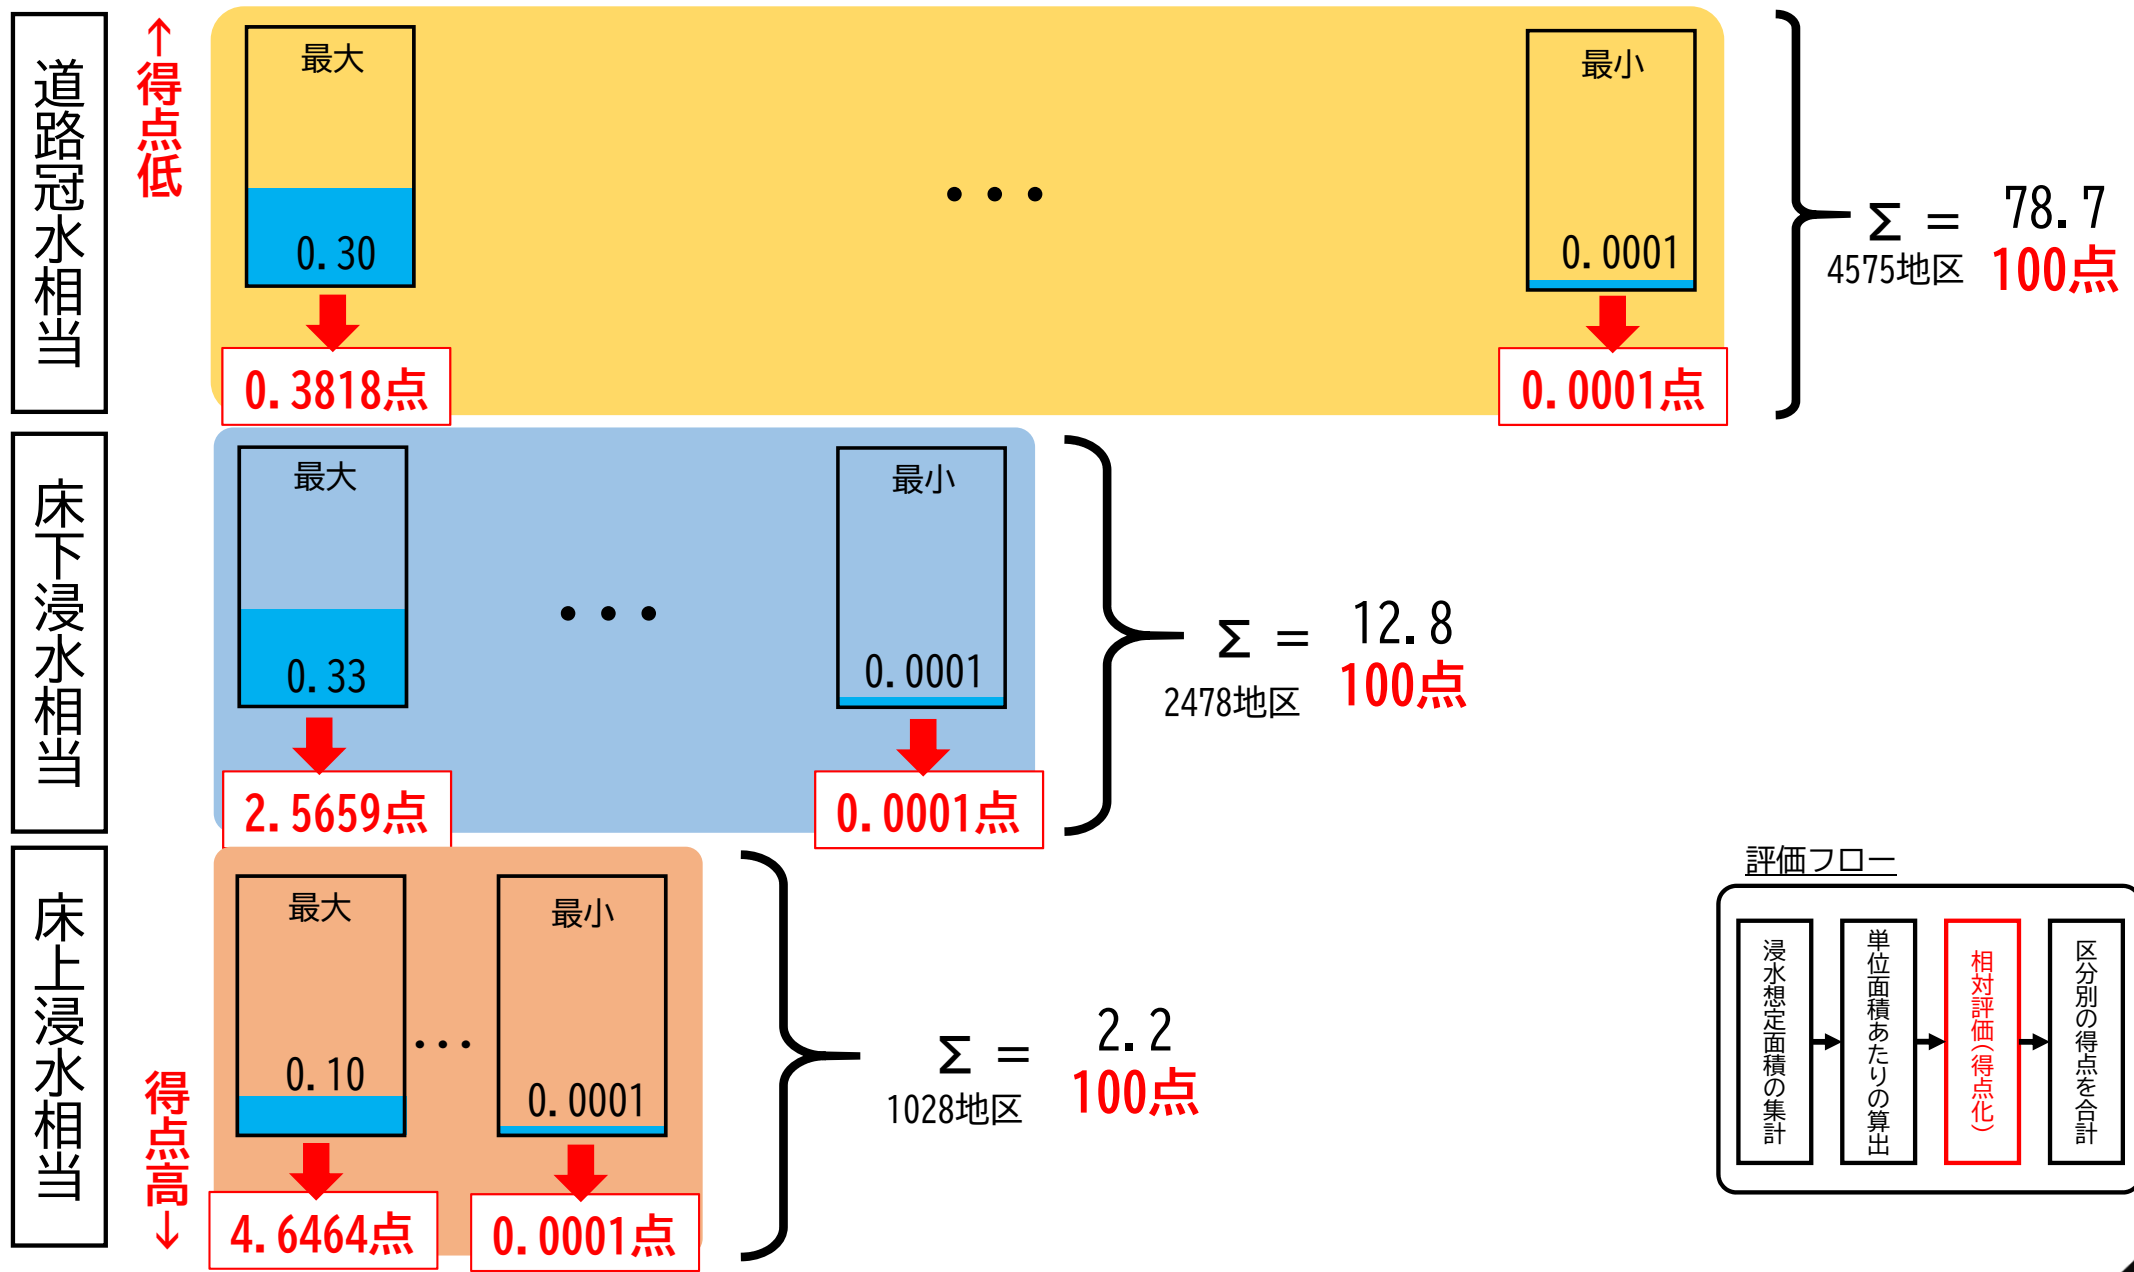 道路冠水相当
↑得点低
最大
0.30
0.3818点
・・・
最小
0.0001
0.0001点
Σ = 78.7
4575地区 100点
床下浸水相当
最大
0.33
2.5659点
・・・
最小
0.0001
0.0001点
Σ = 12.8
2478地区 100点
床上浸水相当
得点高↓
最大
0.10
4.6464点
・・・
最小
0.0001
0.0001点
Σ = 2.2
1028地区 100点
評価フロー
浸水想定面積の集計
単位面積あたりの算出
相対評価(得点化)
区分別の得点を合計